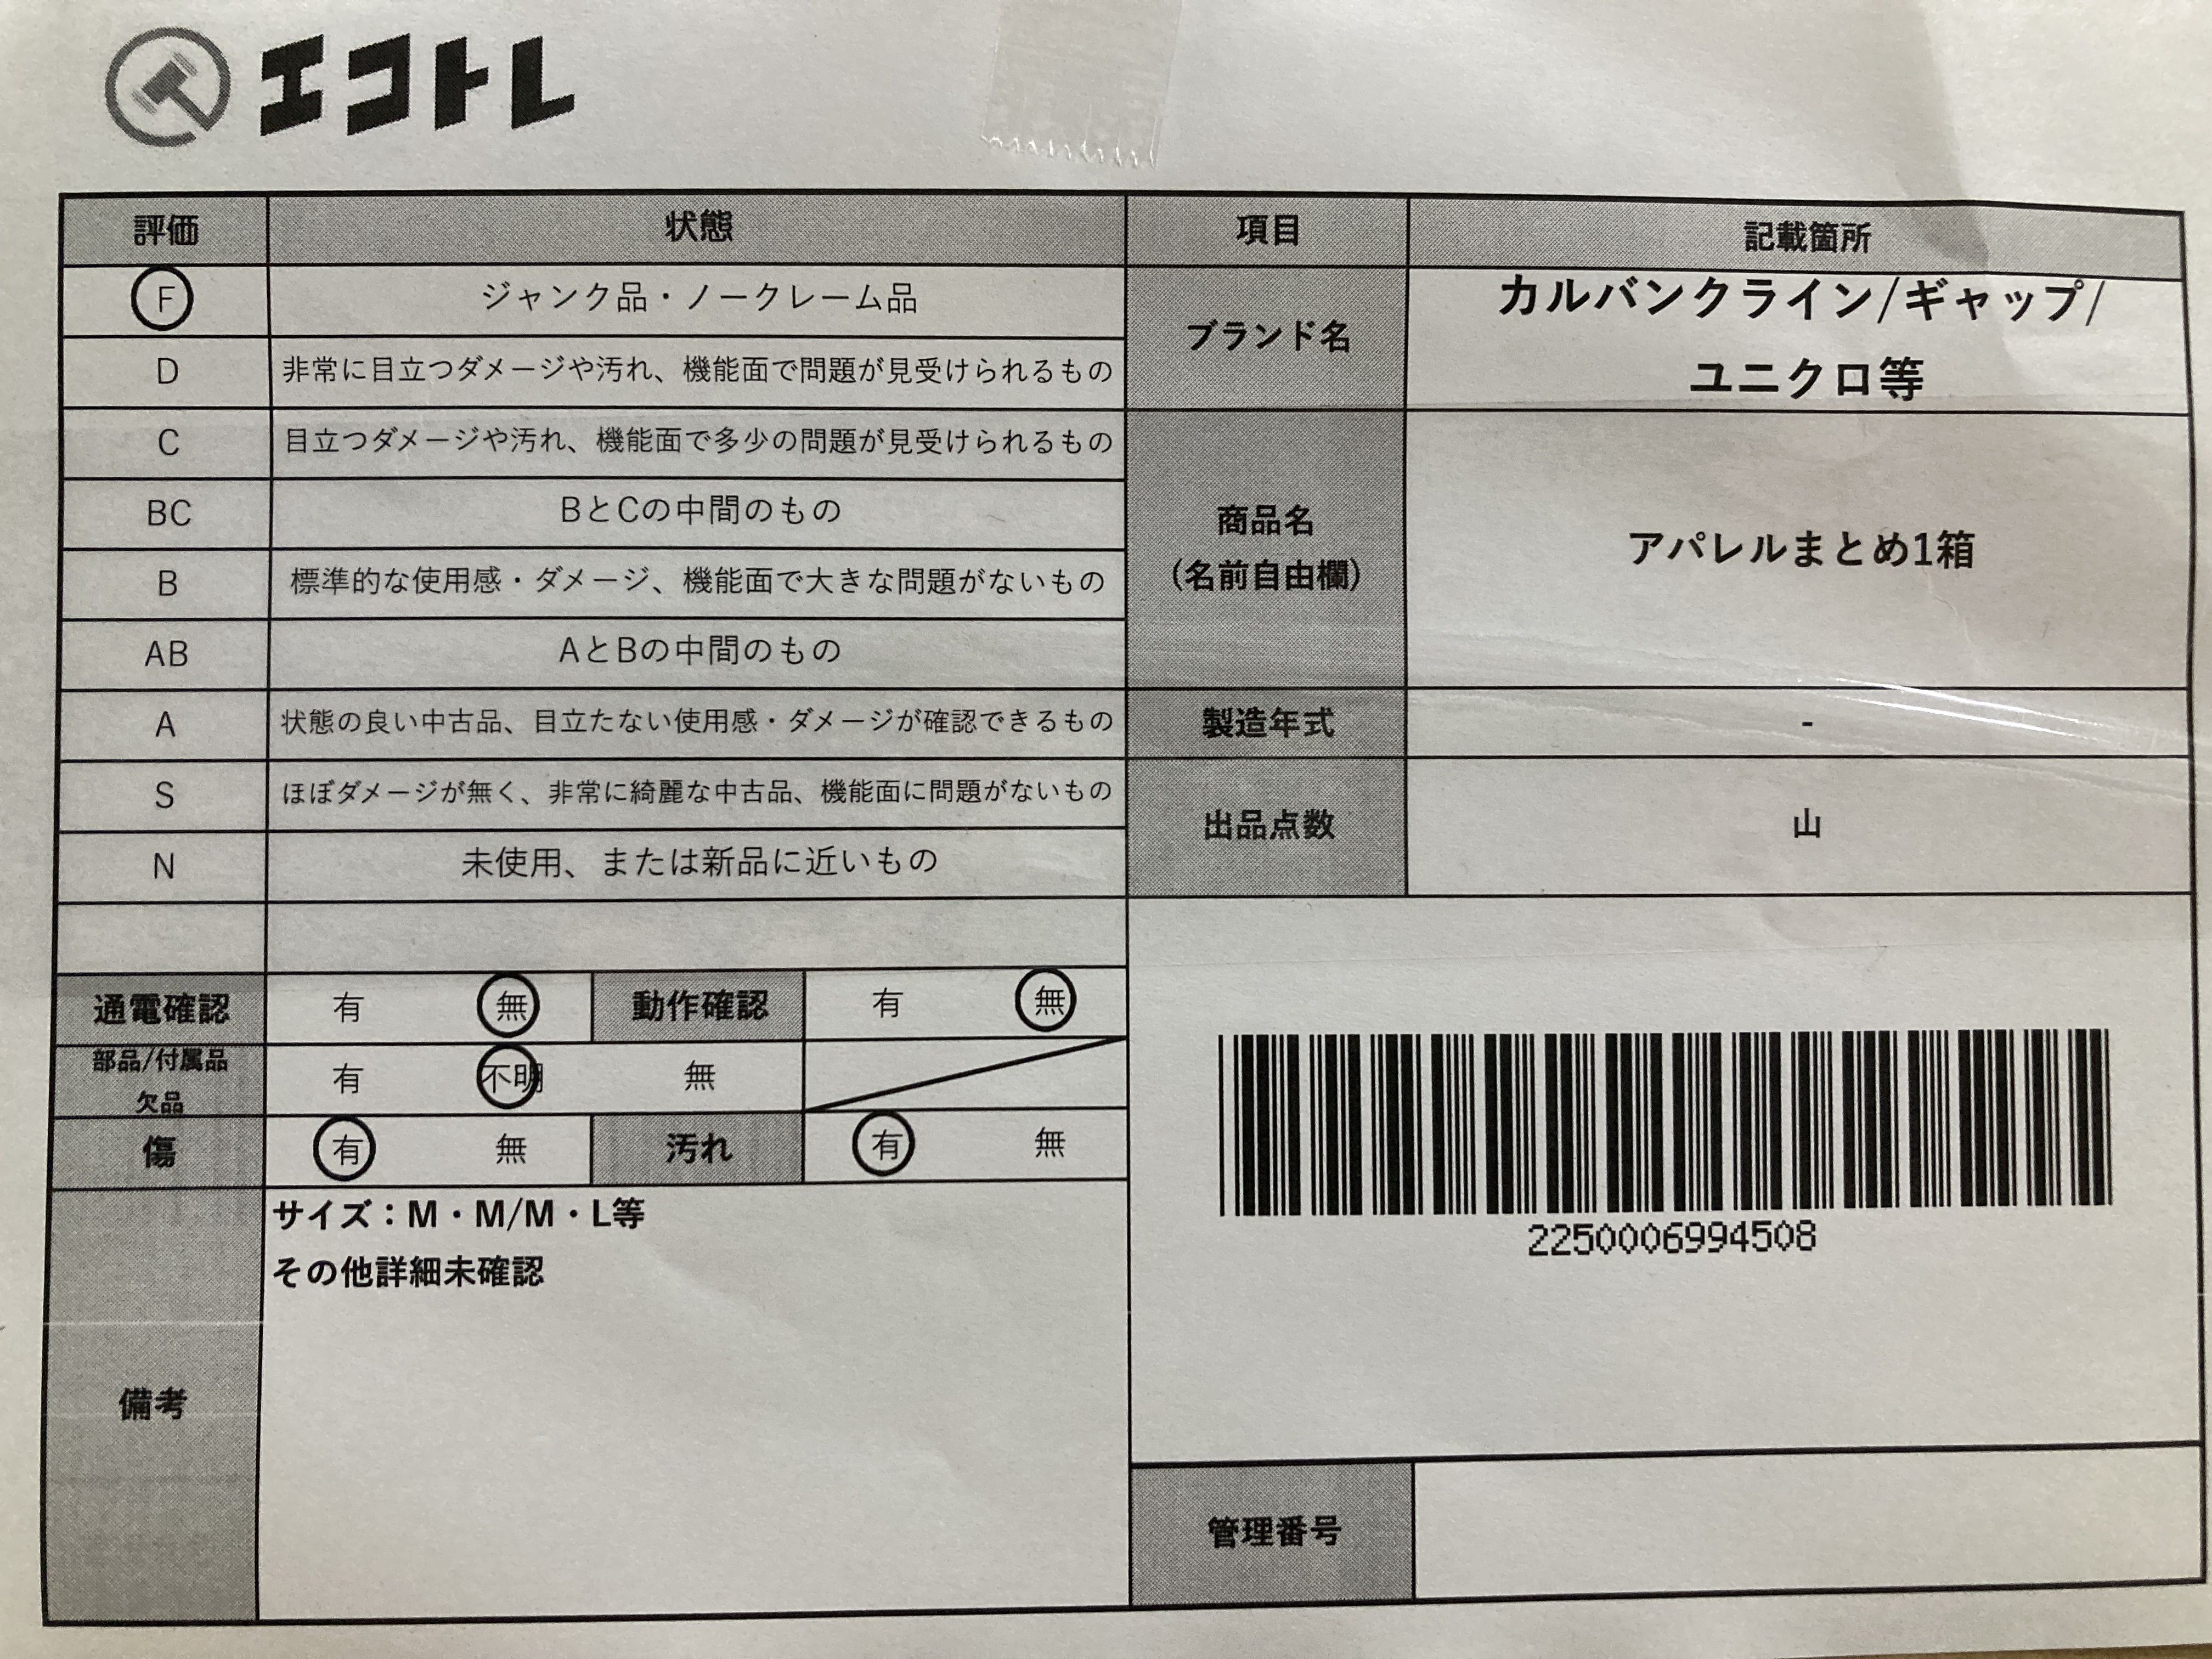 エコトレ
評価 状態 項目 記載箇所
F ジャンク品・ノークレーム品
D 非常に目立つダメージや汚れ、機能面で問題が見受けられるもの
ブランド名
カルバンクライン/ギャップ/
ユニクロ等
C 目立つダメージや汚れ、機能面で多少の問題が見受けられるもの
BC BとCの中間のもの
B 標準的な使用感・ダメージ、機能面で大きな問題がないもの
AB AとBの中間のもの
商品名
(名前自由欄)
アパレルまとめ1箱
A 状態の良い中古品、目立たない使用感・ダメージが確認できるもの
製造年式 -
S ほぼダメージが無く、非常に綺麗な中古品、機能面に問題がないもの
N 未使用、または新品に近いもの
出品点数 山
通電確認 有 無 動作確認 有 無
部品/付属品
欠品
有 不明 無
傷 有 無 汚れ 有 無
備考
サイズ：M・M/M・L等
その他詳細未確認
2250006994508
管理番号